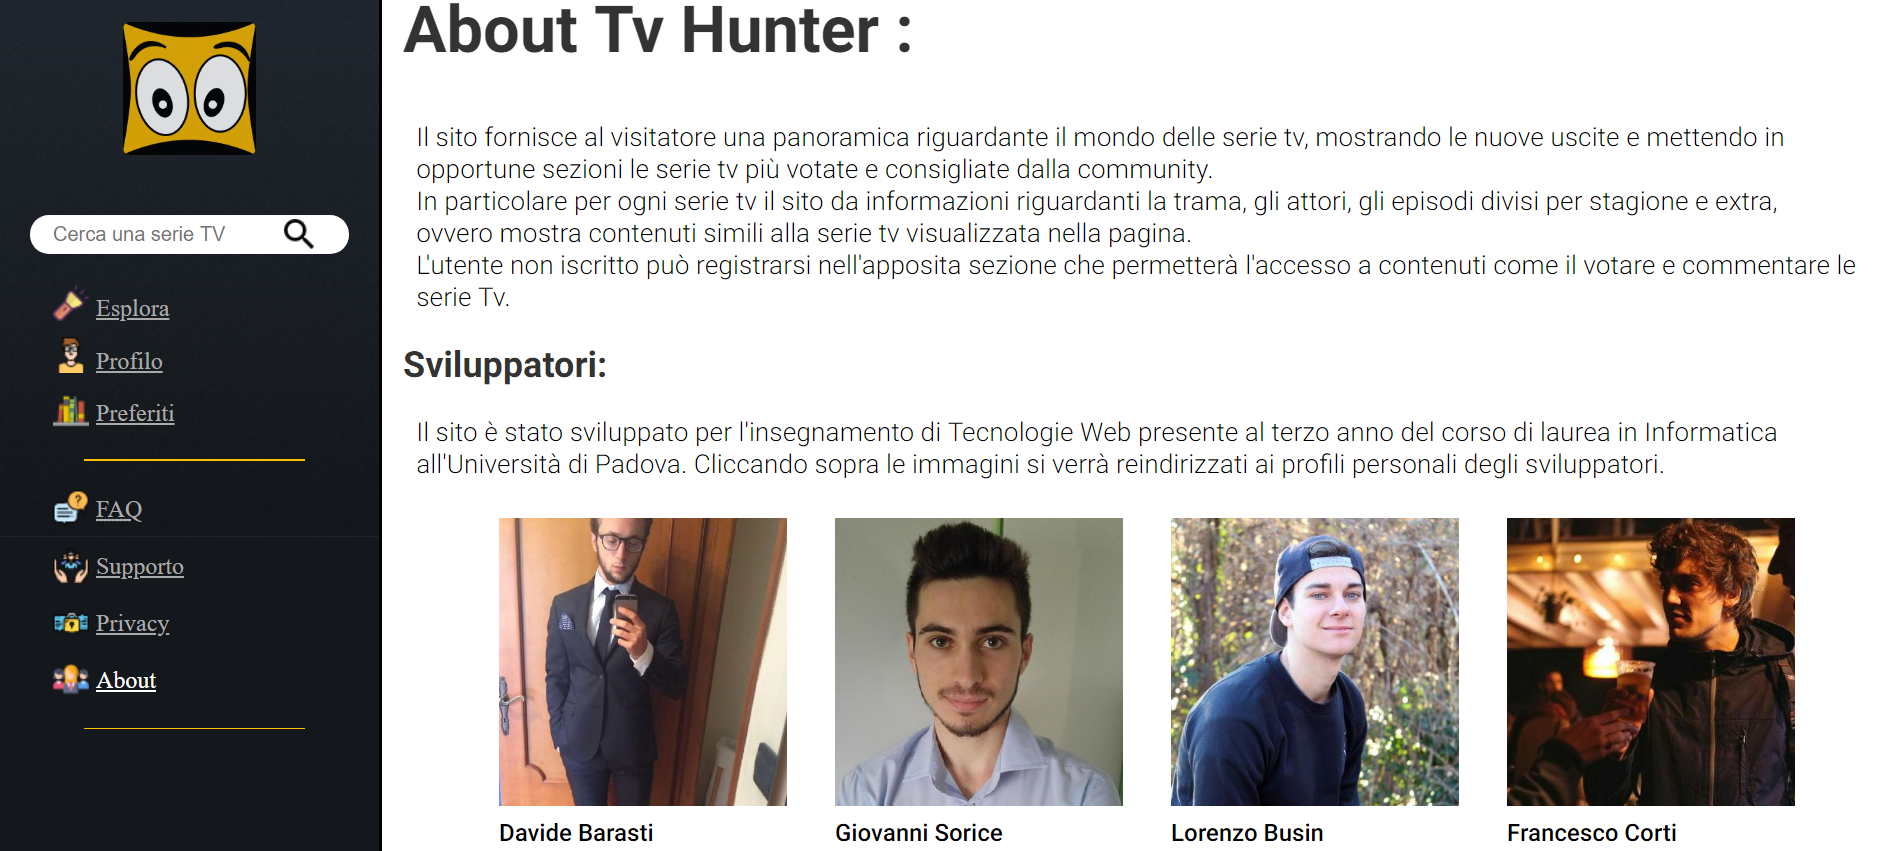 Cerca una serie TV
Esplora
Profilo
Preferiti
FAQ
Supporto
Privacy
About
About Tv Hunter :
Il sito fornisce al visitatore una panoramica riguardante il mondo delle serie tv, mostrando le nuove uscite e mettendo in
opportune sezioni le serie tv più votate e consigliate dalla community.
In particolare per ogni serie tv il sito da informazioni riguardanti la trama, gli attori, gli episodi divisi per stagione e extra,
ovvero mostra contenuti simili alla serie tv visualizzata nella pagina.
L'utente non iscritto può registrarsi nell'apposita sezione che permetterà l'accesso a contenuti come il votare e commentare le
serie Tv.
Sviluppatori:
Il sito è stato sviluppato per l'insegnamento di Tecnologie Web presente al terzo anno del corso di laurea in Informatica
all'Università di Padova. Cliccando sopra le immagini si verrà reindirizzati ai profili personali degli sviluppatori.
Davide Barasti
Giovanni Sorice
Lorenzo Busin
Francesco Corti